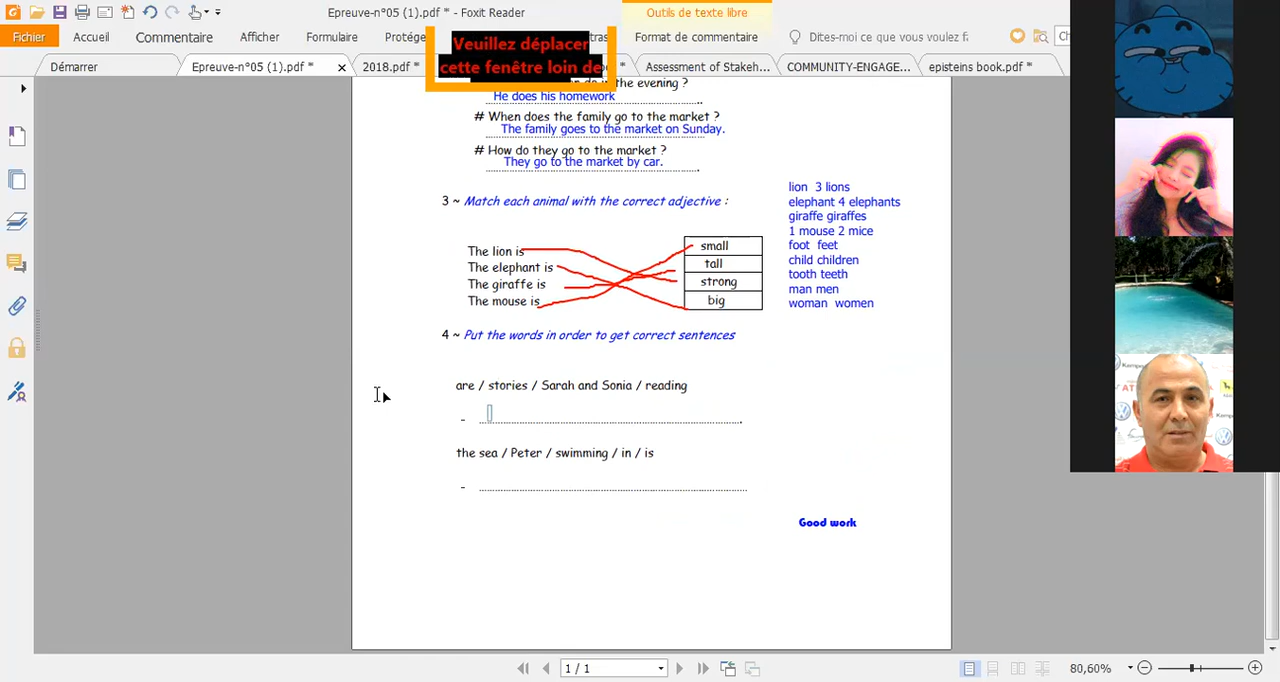 Epreuve-n°05 (1).pdf * - Foxit Reader
Outils de texte libre
Fichier
Accueil
Commentaire
Afficher
Formulaire
Protége
tras
Format de commentaire
Dites-moi ce que vous voulez fa
Ch
Veuillez déplacer
cette fenêtre loin de
Démarrer
Epreuve-n°05 (1).pdf *
2018.pdf *
Assessment of Stakeh...
COMMUNITY-ENGAGE...
episteins book.pdf *
do in the evening ?
He does his homework
# When does the family go to the market ?
The family goes to the market on Sunday.
# How do they go to the market ?
They go to the market by car.
3 ~ Match each animal with the correct adjective :
The lion is
The elephant is
The giraffe is
The mouse is
small
tall
strong
big
lion 3 lions
elephant 4 elephants
giraffe giraffes
1 mouse 2 mice
foot feet
child children
tooth teeth
man men
woman women
4 ~ Put the words in order to get correct sentences
are / stories / Sarah and Sonia / reading
-
the sea / Peter / swimming / in / is
-
Good work
1 / 1
80,60%